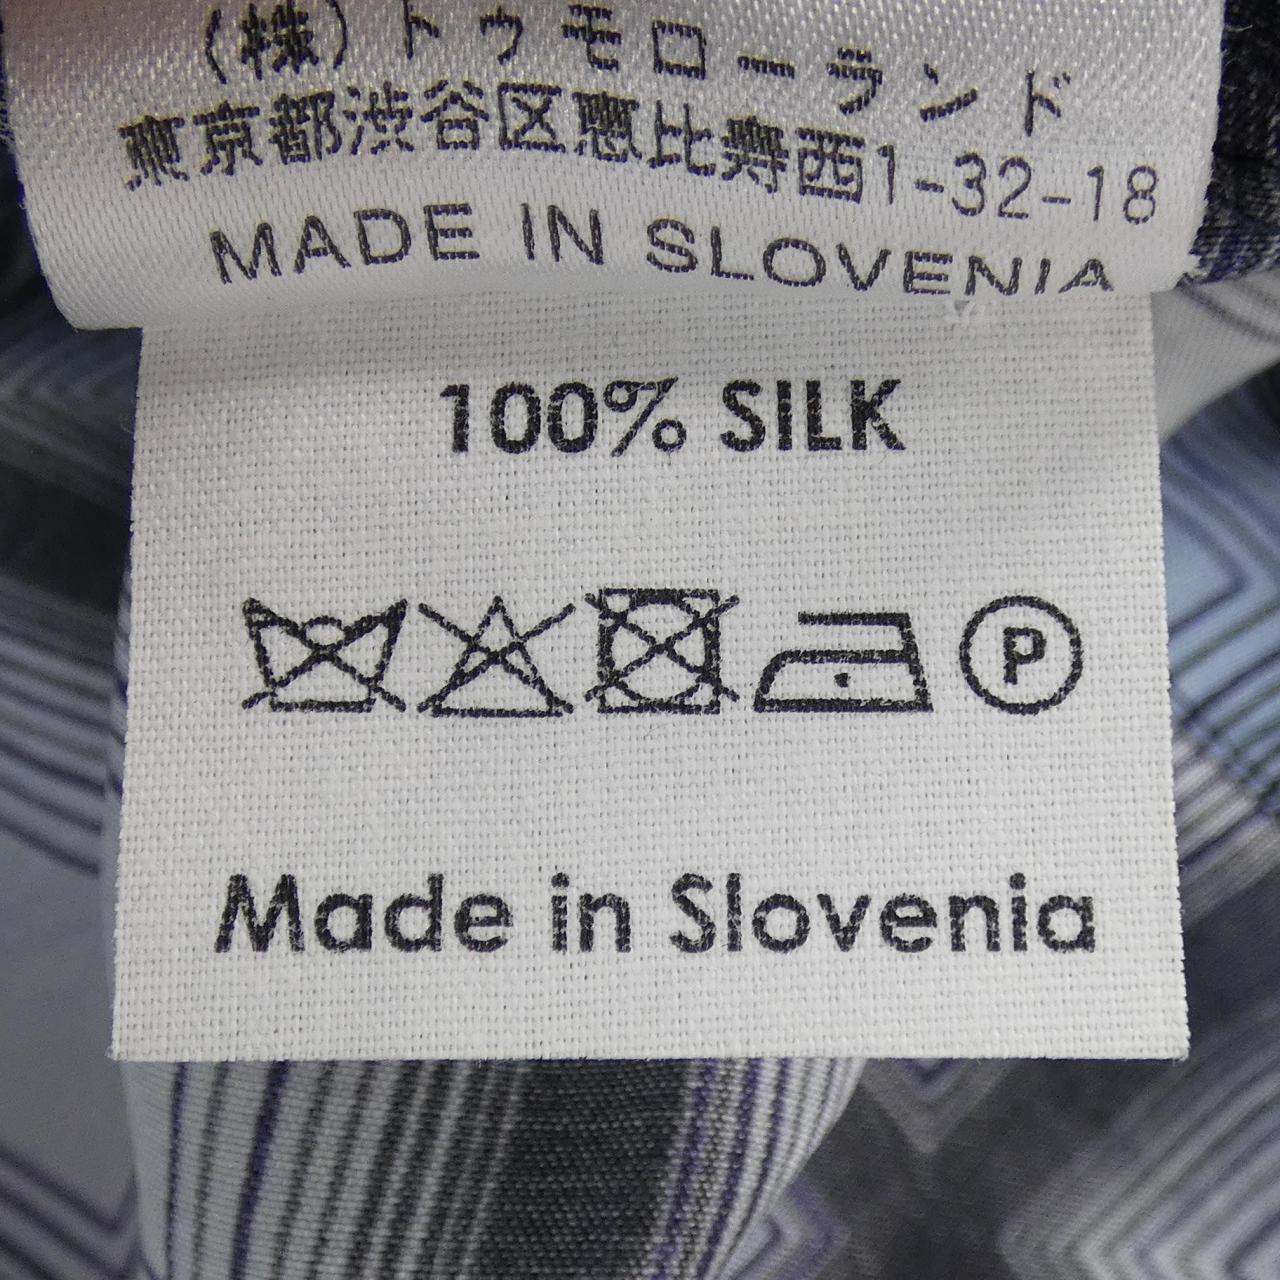 (株)トゥモローランド
東京都渋谷区恵比寿西1-32-18
MADE IN SLOVENIA
100% SILK
P
Made in Slovenia